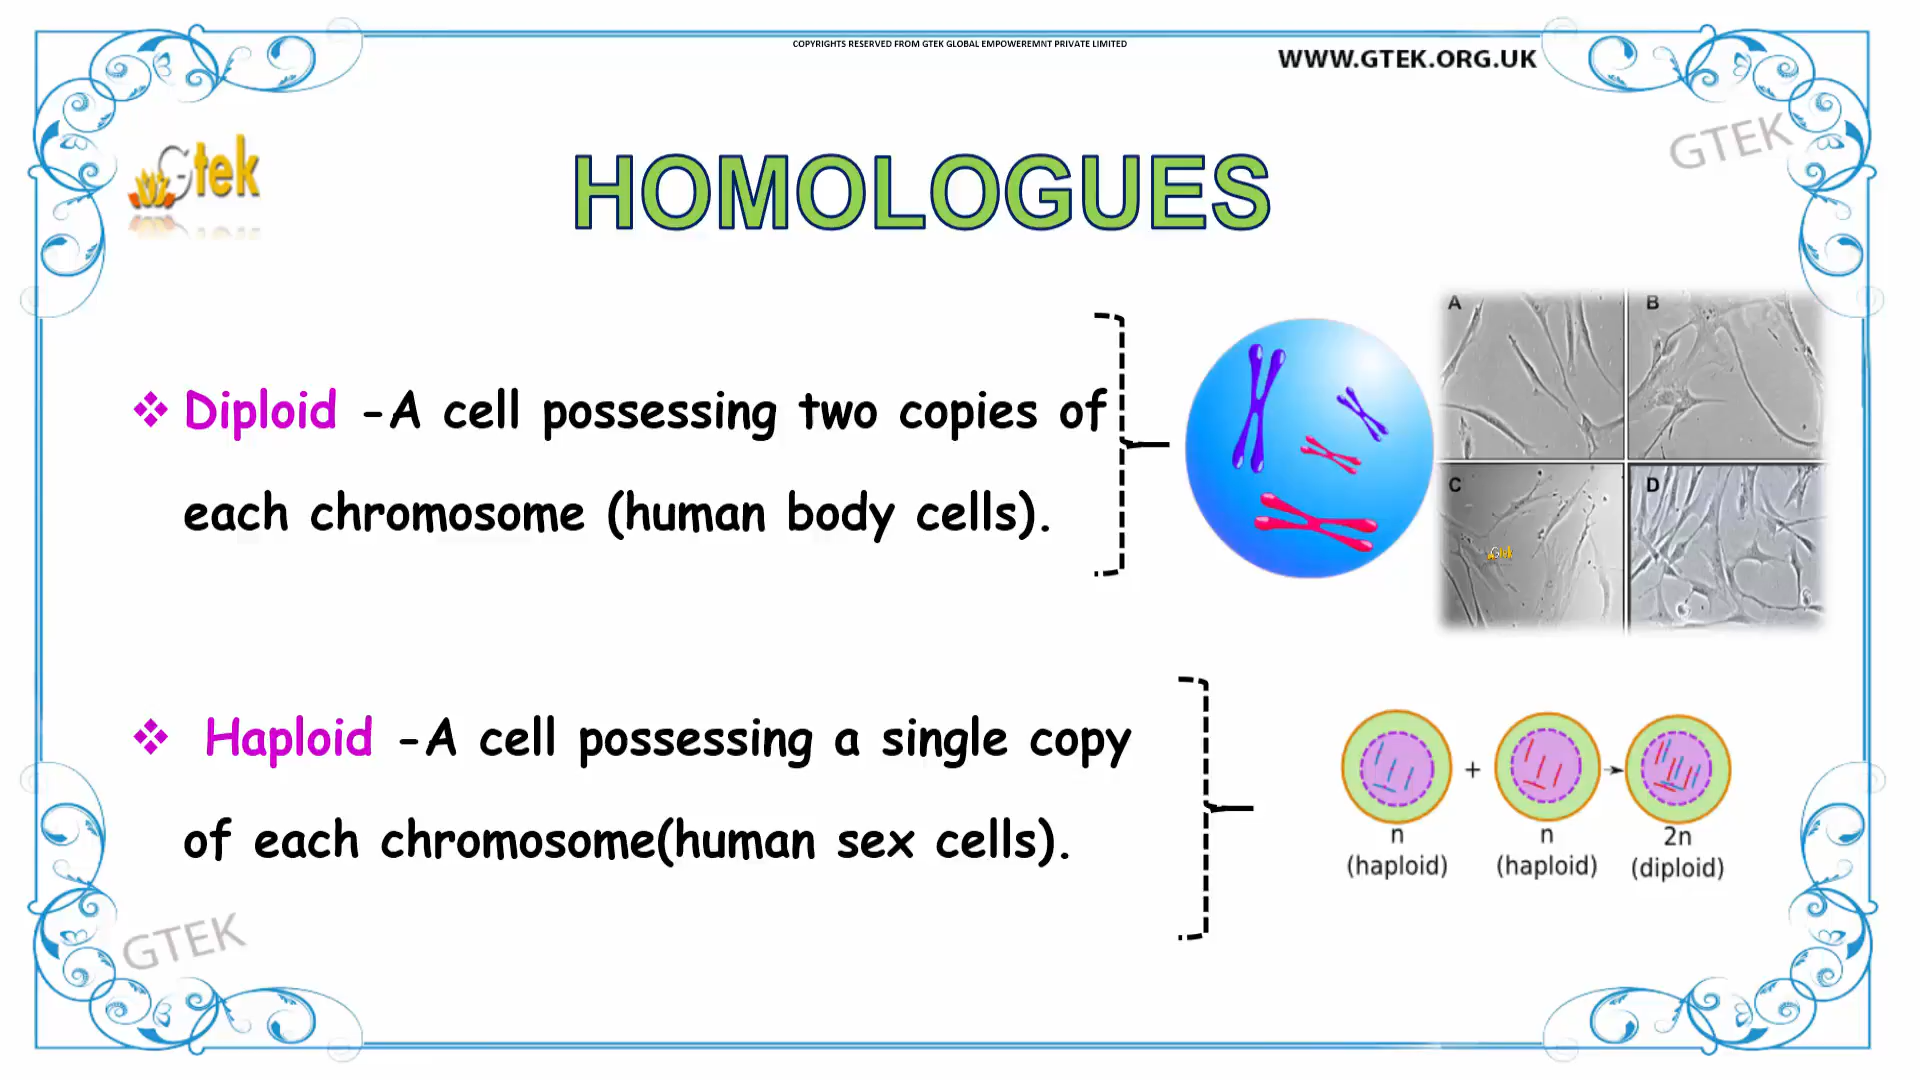 COPYRIGHTS RESERVED FROM GTEK GLOBAL EMPOWEREMNT PRIVATE LIMITED
WWW.GTEK.ORG.UK
GTEK
Gtek
HOMOLOGUES
A B
❖ Diploid -A cell possessing two copies of
each chromosome (human body cells).
C D
Gtek
❖ Haploid -A cell possessing a single copy
of each chromosome(human sex cells).
+
n n 2n
(haploid) (haploid) (diploid)
GTEK